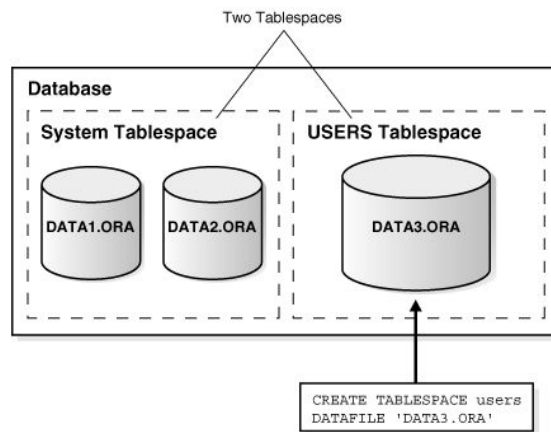 Two Tablespaces
Database
System Tablespace
USERS Tablespace
DATA1.ORA
DATA2.ORA
DATA3.ORA
CREATE TABLESPACE users
DATAFILE 'DATA3.ORA'